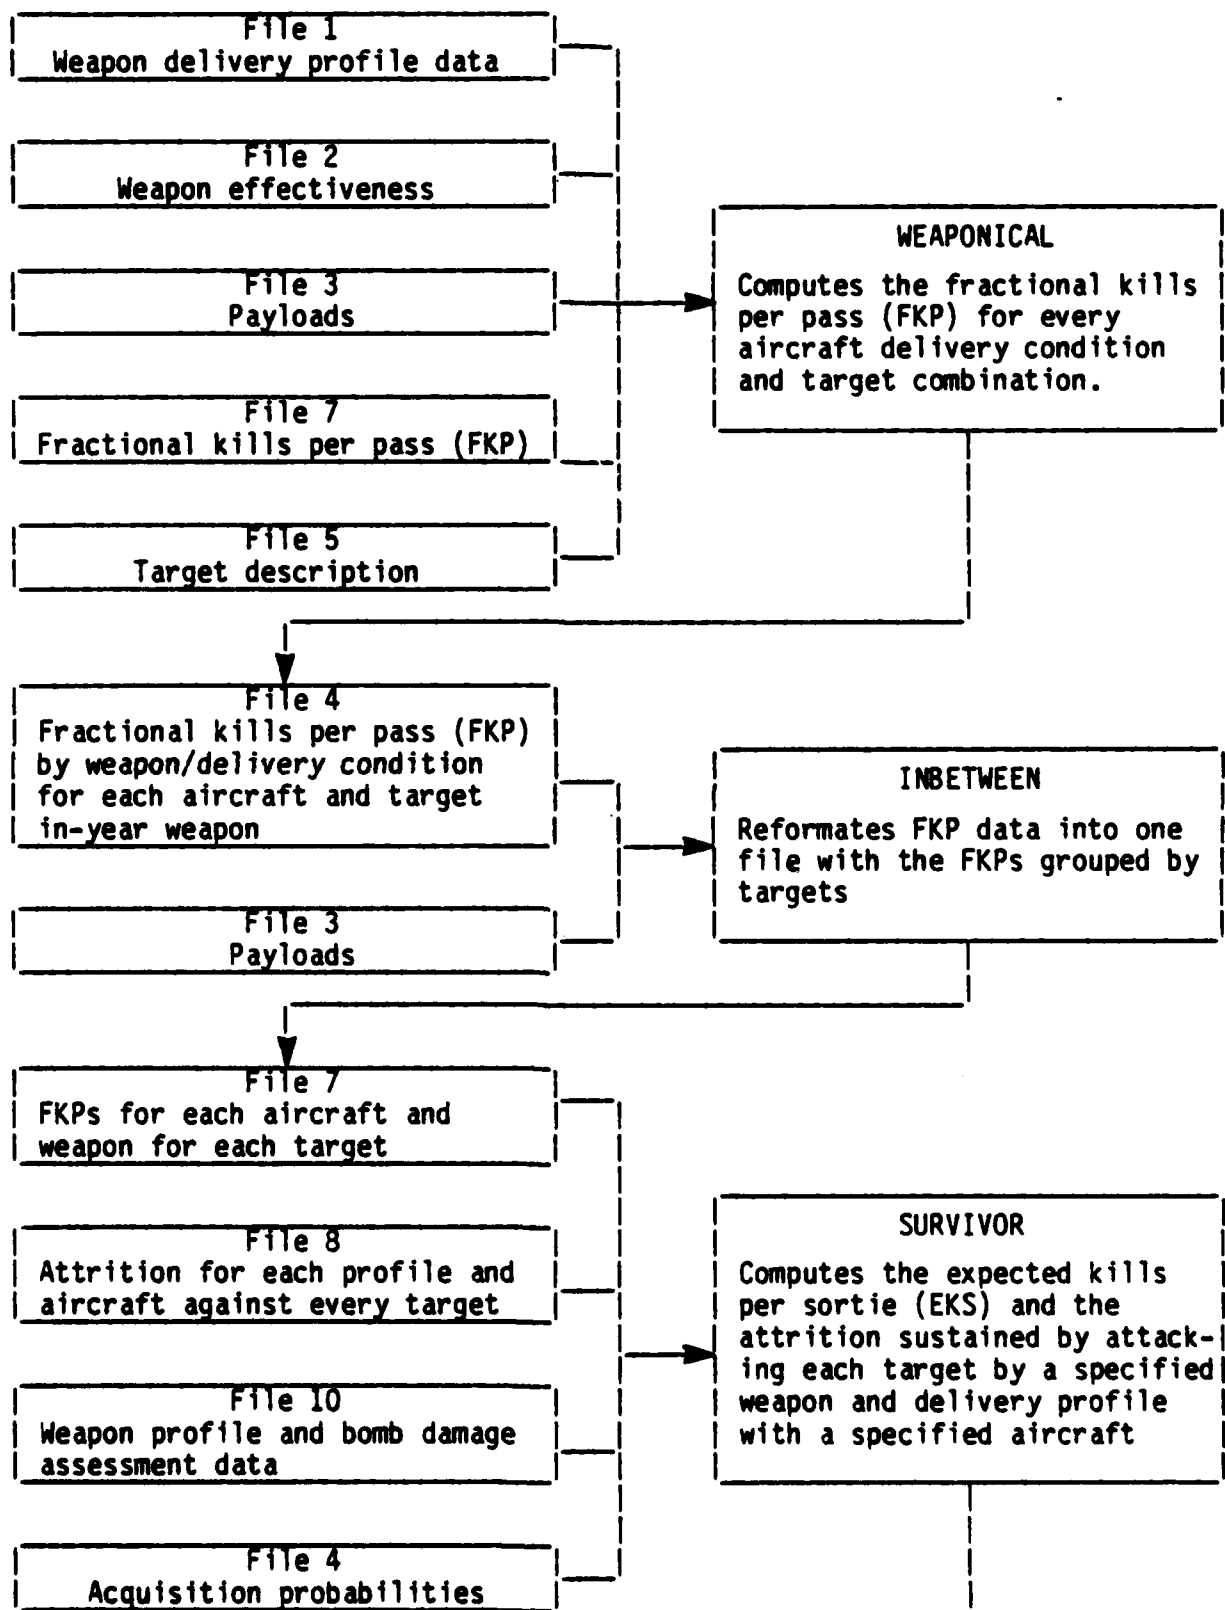 File 1
Weapon delivery profile data
File 2
Weapon effectiveness
File 3
Payloads
File 7
Fractional kills per pass (FKP)
File 5
Target description
WEAPONICAL
Computes the fractional kills
per pass (FKP) for every
aircraft delivery condition
and target combination.
File 4
Fractional kills per pass (FKP)
by weapon/delivery condition
for each aircraft and target
in-year weapon
File 3
Payloads
INBETWEEN
Reformates FKP data into one
file with the FKPs grouped by
targets
File 7
FKPs for each aircraft and
weapon for each target
File 8
Attrition for each profile and
aircraft against every target
File 10
Weapon profile and bomb damage
assessment data
File 4
Acquisition probabilities
SURVIVOR
Computes the expected kills
per sortie (EKS) and the
attrition sustained by attack-
ing each target by a specified
weapon and delivery profile
with a specified aircraft